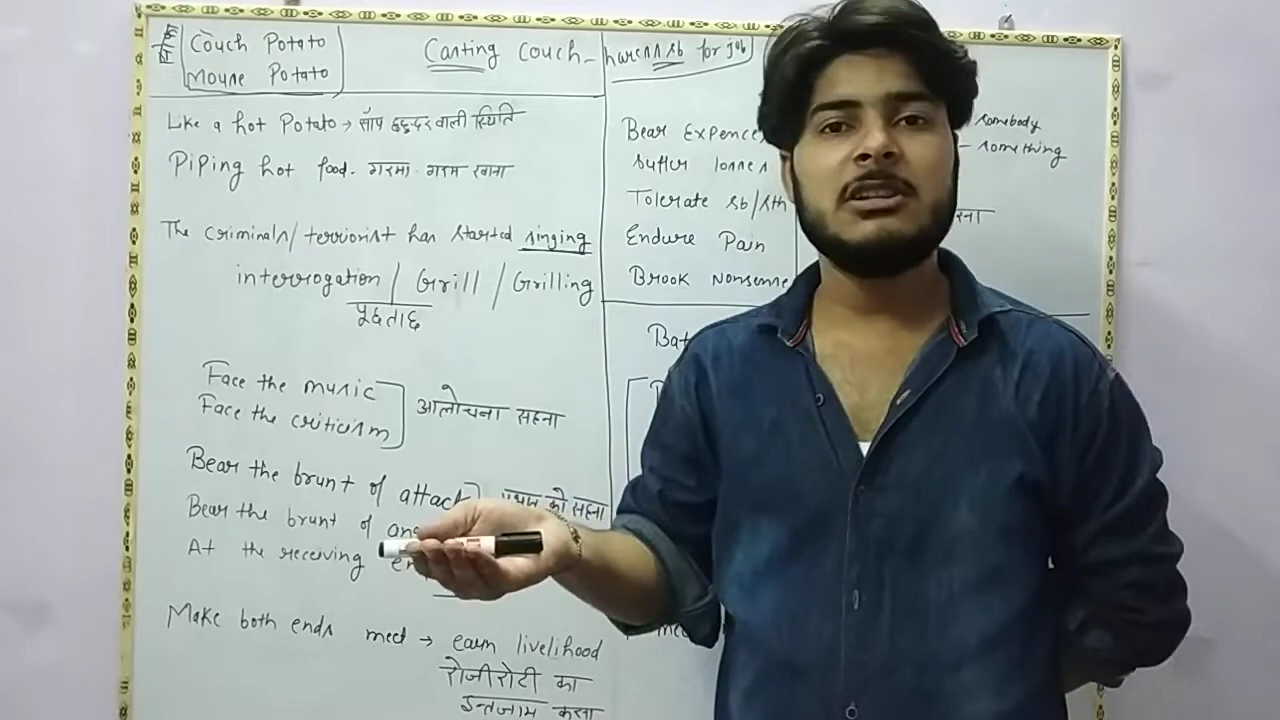 Couch Potato
Moune Potato
Casting Couch - harass sb for job
Like a hot Potato → साँप छछुंदर वाली स्थिति
Piping hot food - गरमा गरम खाना
The criminals/terrorist has started singing
interrogation / Grill / Grilling
पुछताछ
Face the music
Face the criticism
आलोचना सहना
Bear the brunt of attack
Bear the brunt of
को सहना
At the receiving
Make both ends meet → earn livelihood
रोजीरोटी का
इन्तजाम करना
Bear Expence
Suffer losses
Tolerate sb/sth
Endure Pain
Brook Nonsense
somebody
- something